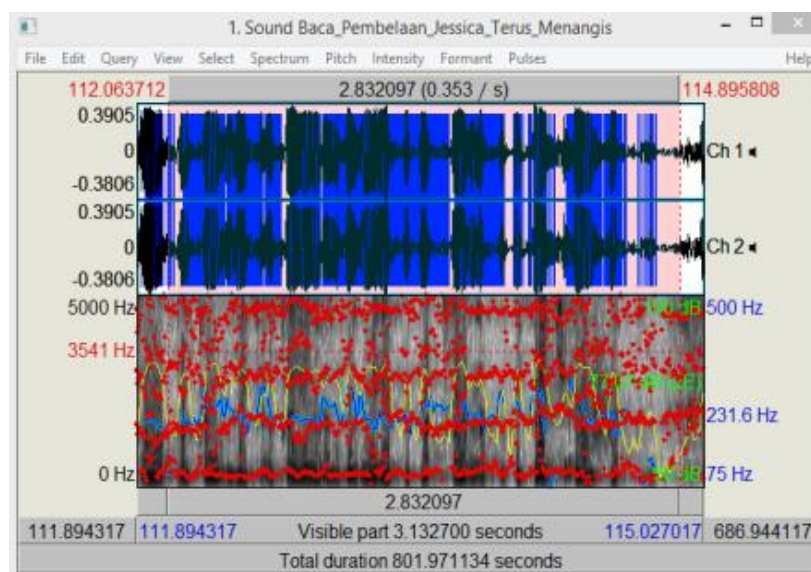 1. Sound Baca_Pembelaan_Jessica_Terus_Menangis
File Edit Query View Select Spectrum Pitch Intensity Formant Pulses Help
112.063712 2.832097 (0.353 / s) 114.895808
0.3905
0 Ch 1
-0.3806
0.3905
0 Ch 2
-0.3806
5000 Hz 500 Hz
3541 Hz
231.6 Hz
0 Hz 75 Hz
2.832097
111.894317 111.894317 Visible part 3.132700 seconds 115.027017 686.944117
Total duration 801.971134 seconds